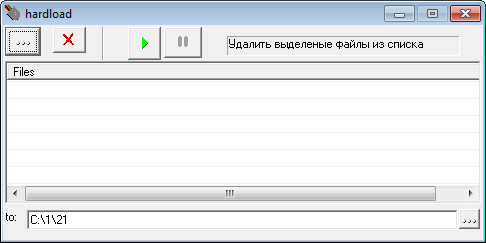 hardload
...
Удалить выделеные файлы из списка
Files
to: C:\1\21 ...